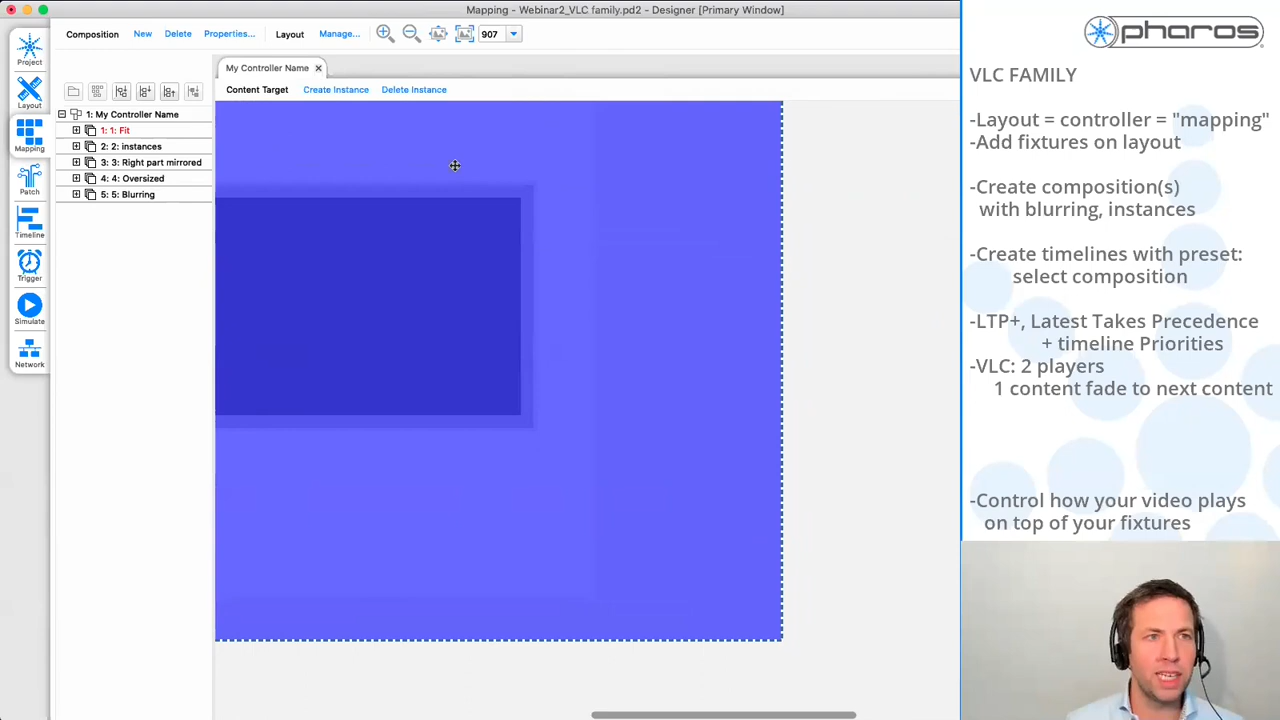 Mapping - Webinar2_VLC family.pd2 - Designer [Primary Window]
Composition New Delete Properties... Layout Manage... 907
My Controller Name
Content Target Create Instance Delete Instance
Project
Layout
Mapping
Patch
Timeline
Trigger
Simulate
Network
1: My Controller Name
1: 1: Fit
2: 2: instances
3: 3: Right part mirrored
4: 4: Oversized
5: 5: Blurring
pharos
VLC FAMILY
-Layout = controller = "mapping"
-Add fixtures on layout
-Create composition(s)
with blurring, instances
-Create timelines with preset:
select composition
-LTP+, Latest Takes Precedence
+ timeline Priorities
-VLC: 2 players
1 content fade to next content
-Control how your video plays
on top of your fixtures